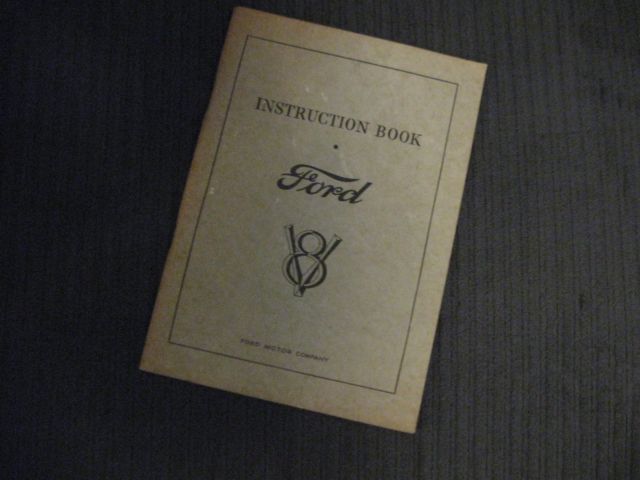 INSTRUCTION BOOK
Ford
V8
FORD MOTOR COMPANY